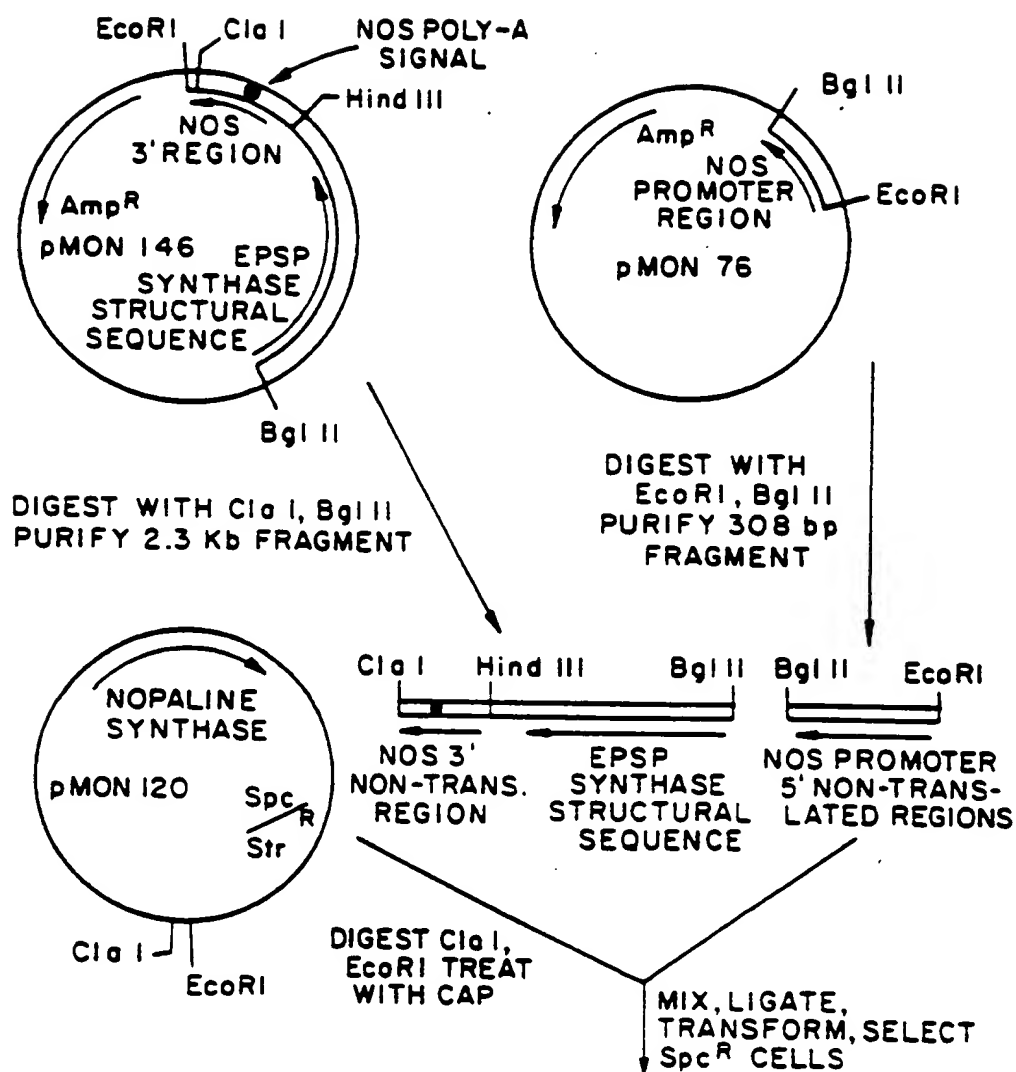 EcoRI
Cla I
NOS POLY-A
SIGNAL
Hind III
NOS
3' REGION
AmpR
pMON 146
EPSP
SYNTHASE
STRUCTURAL
SEQUENCE
Bgl II
Bgl II
AmpR
NOS
PROMOTER
REGION
EcoRI
pMON 76
DIGEST WITH Cla I, Bgl II
PURIFY 2.3 Kb FRAGMENT
DIGEST WITH
EcoRI, Bgl II
PURIFY 308 bp
FRAGMENT
NOPALINE
SYNTHASE
pMON 120
Spc
R
Str
Cla I
EcoRI
Cla I
Hind III
Bgl II
Bgl II
EcoRI
NOS 3'
NON-TRANS.
REGION
EPSP
SYNTHASE
STRUCTURAL
SEQUENCE
NOS PROMOTER
5' NON-TRANS-
LATED REGIONS
DIGEST Cla I,
EcoRI TREAT
WITH CAP
MIX, LIGATE,
TRANSFORM, SELECT
SpcR CELLS